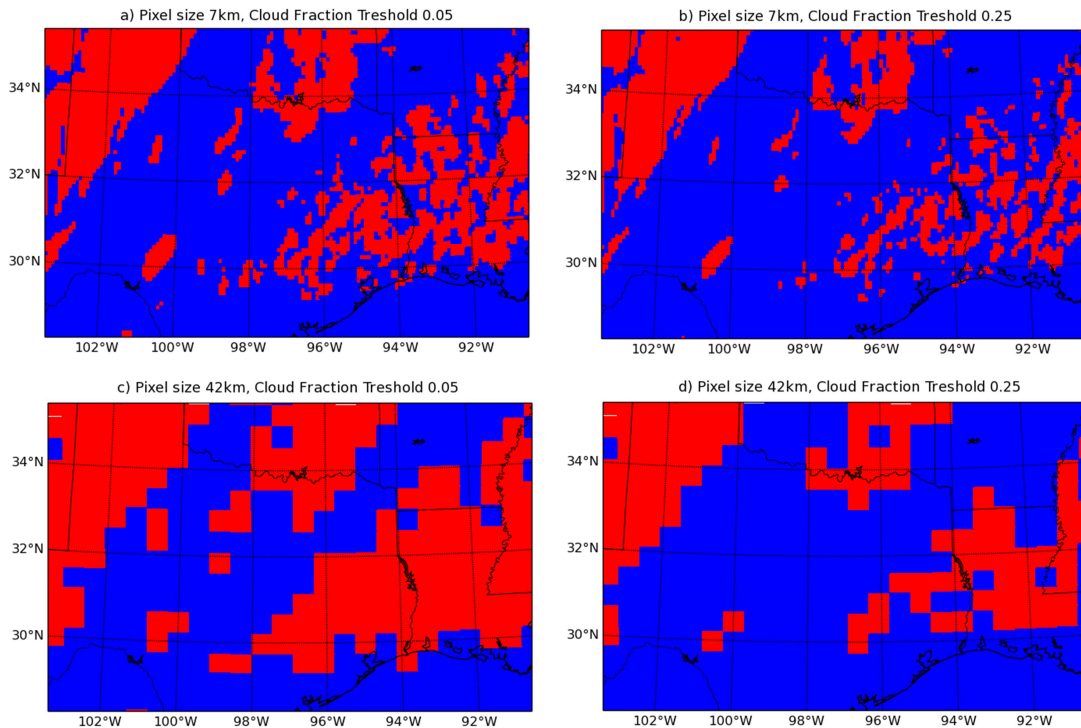 a) Pixel size 7km, Cloud Fraction Treshold 0.05
b) Pixel size 7km, Cloud Fraction Treshold 0.25
34°N
32°N
30°N
34°N
32°N
30°N
102°W 100°W 98°W 96°W 94°W 92°W
102°W 100°W 98°W 96°W 94°W 92°W
c) Pixel size 42km, Cloud Fraction Treshold 0.05
d) Pixel size 42km, Cloud Fraction Treshold 0.25
34°N
32°N
30°N
34°N
32°N
30°N
102°W 100°W 98°W 96°W 94°W 92°W
102°W 100°W 98°W 96°W 94°W 92°W